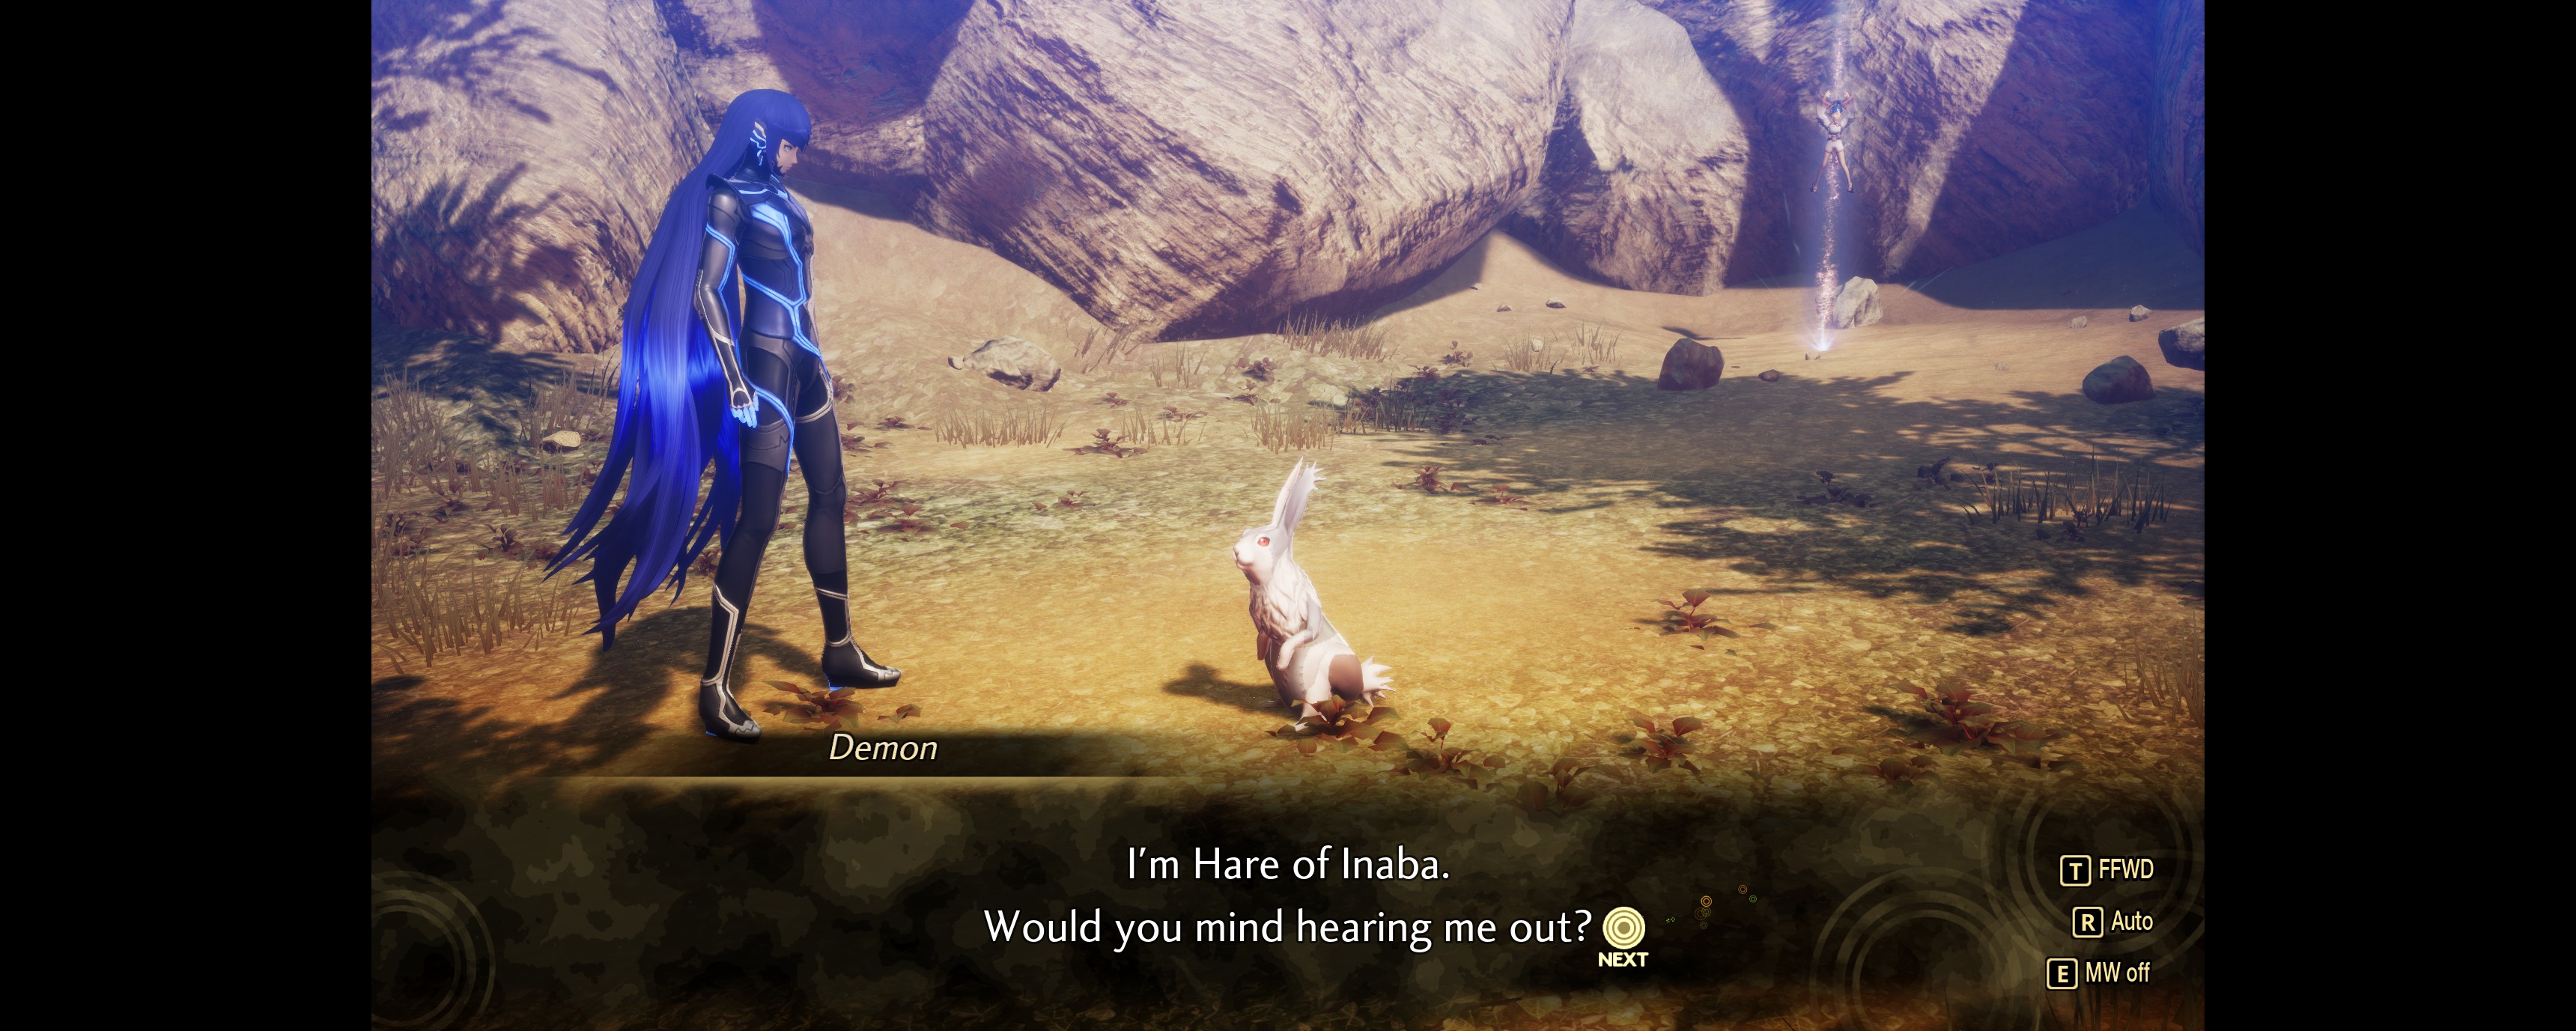 Demon
I'm Hare of Inaba.
Would you mind hearing me out?
NEXT
T FFWD
R Auto
E MW off